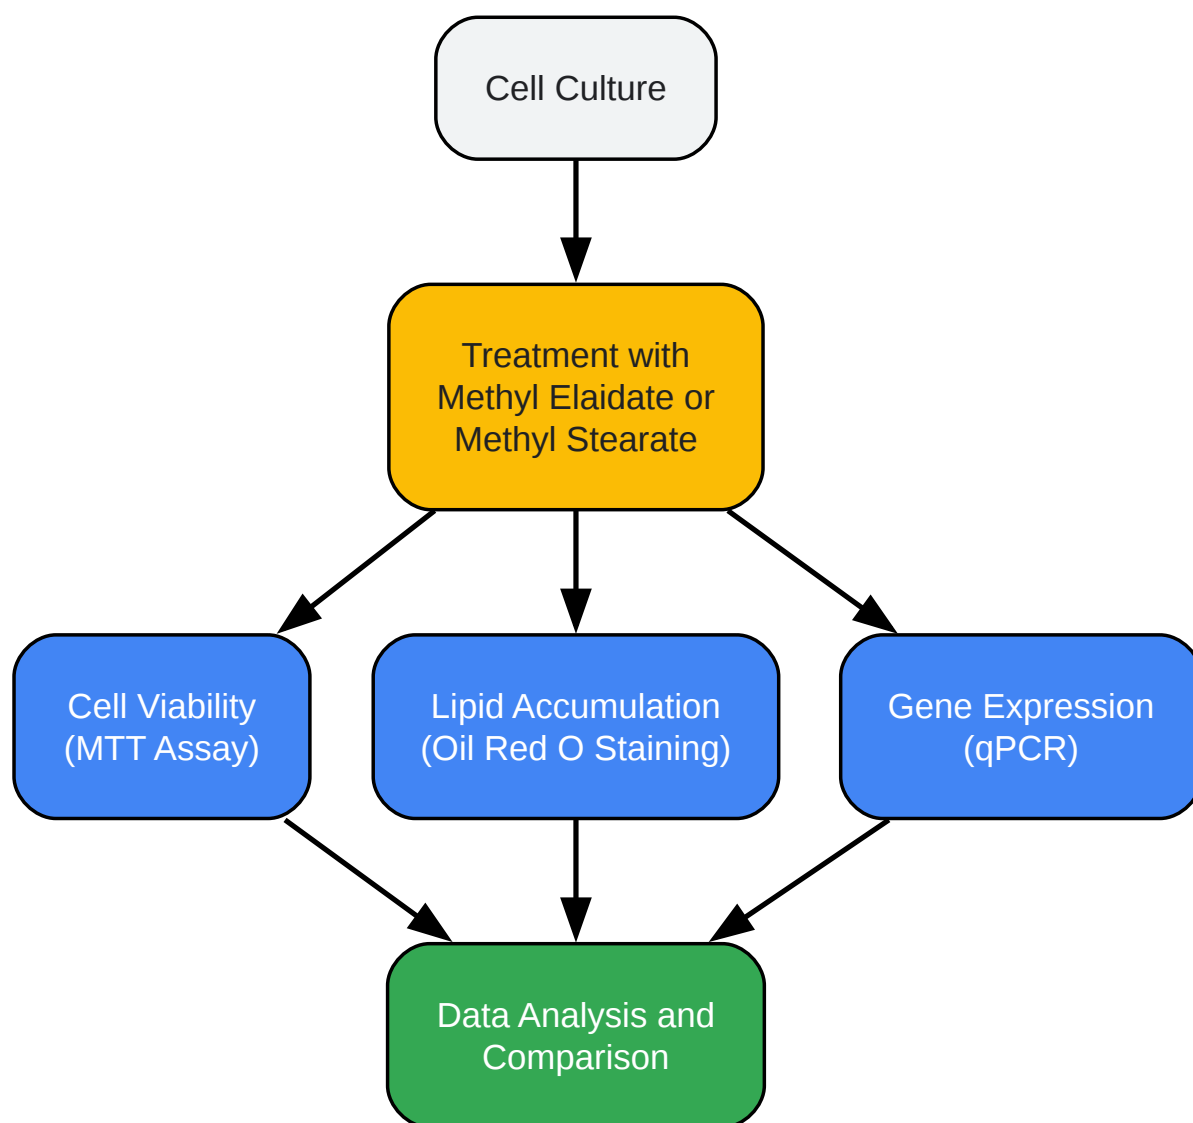 Cell Culture
Treatment with
Methyl Elaidate or
Methyl Stearate
Cell Viability
(MTT Assay)
Lipid Accumulation
(Oil Red O Staining)
Gene Expression
(qPCR)
Data Analysis and
Comparison